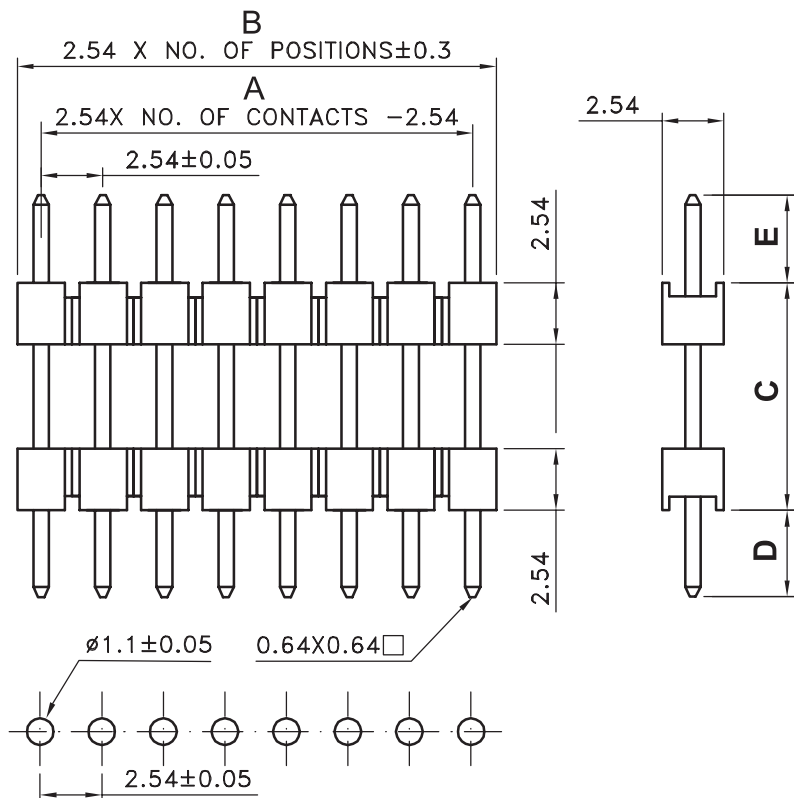 B
2.54 X NO. OF POSITIONS±0.3
A
2.54X NO. OF CONTACTS -2.54
2.54±0.05
2.54
2.54
E
C
2.54
D
ø1.1±0.05
0.64X0.64□
2.54±0.05